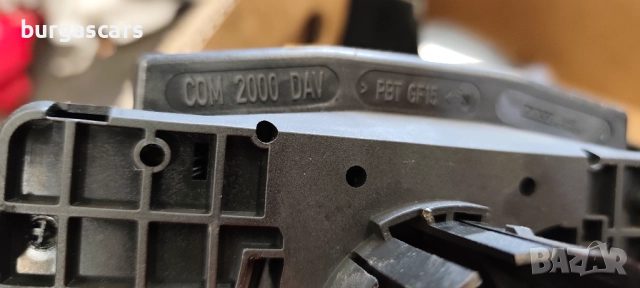 burgascars
COM 2000 DAV
> PBT GF15 <
BAZAR